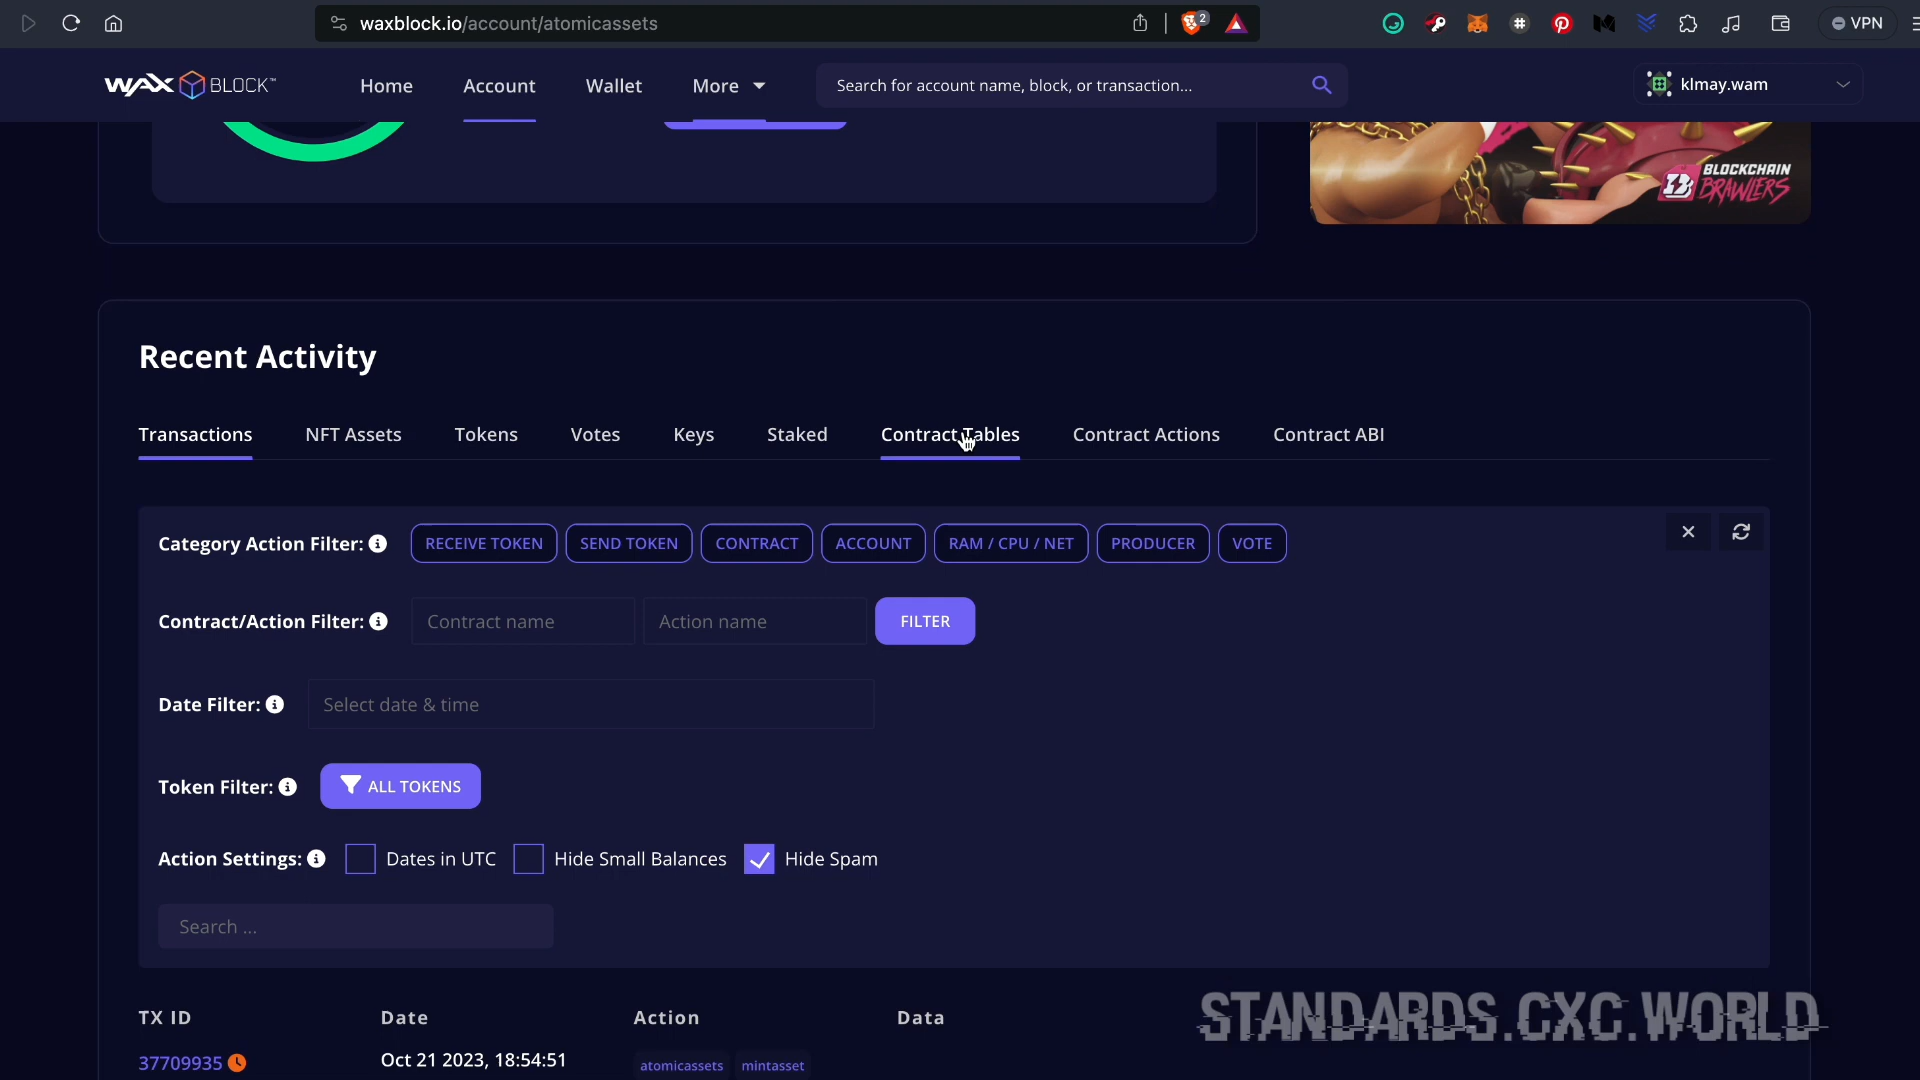 waxblock.io/account/atomicassets
2
VPN
WAX BLOCK™
Home
Account
Wallet
More
Search for account name, block, or transaction...
klmay.wam
BLOCKCHAIN
BRAWLERS
Recent Activity
Transactions
NFT Assets
Tokens
Votes
Keys
Staked
Contract Tables
Contract Actions
Contract ABI
Category Action Filter:
RECEIVE TOKEN
SEND TOKEN
CONTRACT
ACCOUNT
RAM / CPU / NET
PRODUCER
VOTE
Contract/Action Filter:
Contract name
Action name
FILTER
Date Filter:
Select date & time
Token Filter:
ALL TOKENS
Action Settings:
Dates in UTC
Hide Small Balances
Hide Spam
Search ...
TX ID
Date
Action
Data
37709935
Oct 21 2023, 18:54:51
atomicassets
mintasset
STANDARDS.CXC.WORLD